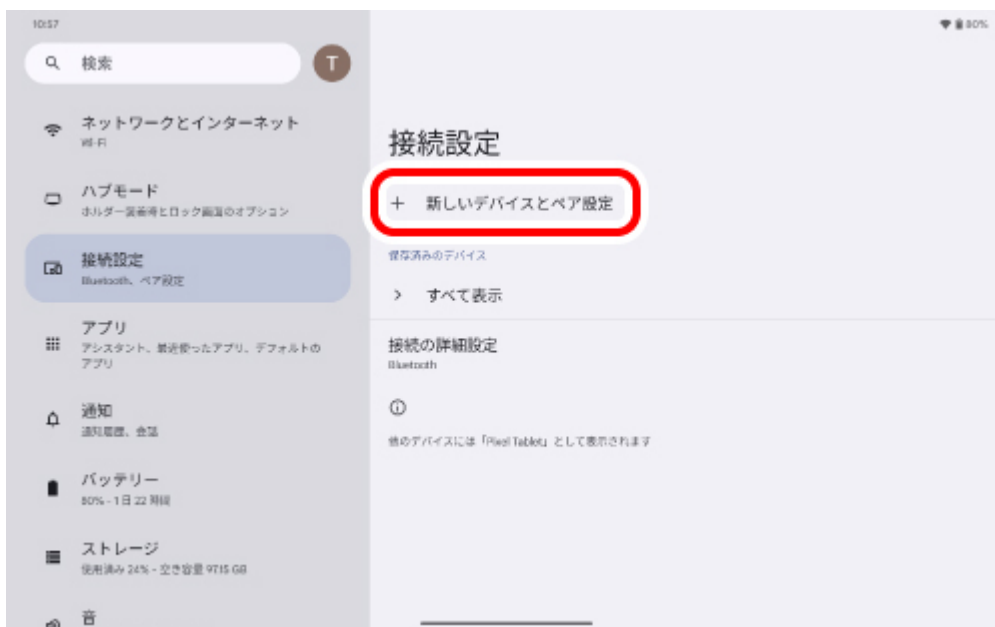 10:57
80%
検索
T
ネットワークとインターネット
Wi-Fi
ハブモード
ホルダー装着時とロック画面のオプション
接続設定
Bluetooth、ペア設定
アプリ
アシスタント、最近使ったアプリ、デフォルトの
アプリ
通知
通知履歴、会話
バッテリー
80% - 1 日 22 時間
ストレージ
使用済み 24% - 空き容量 97.15 GB
音
接続設定
+ 新しいデバイスとペア設定
保存済みのデバイス
> すべて表示
接続の詳細設定
Bluetooth
他のデバイスには「Pixel Tablet」として表示されます